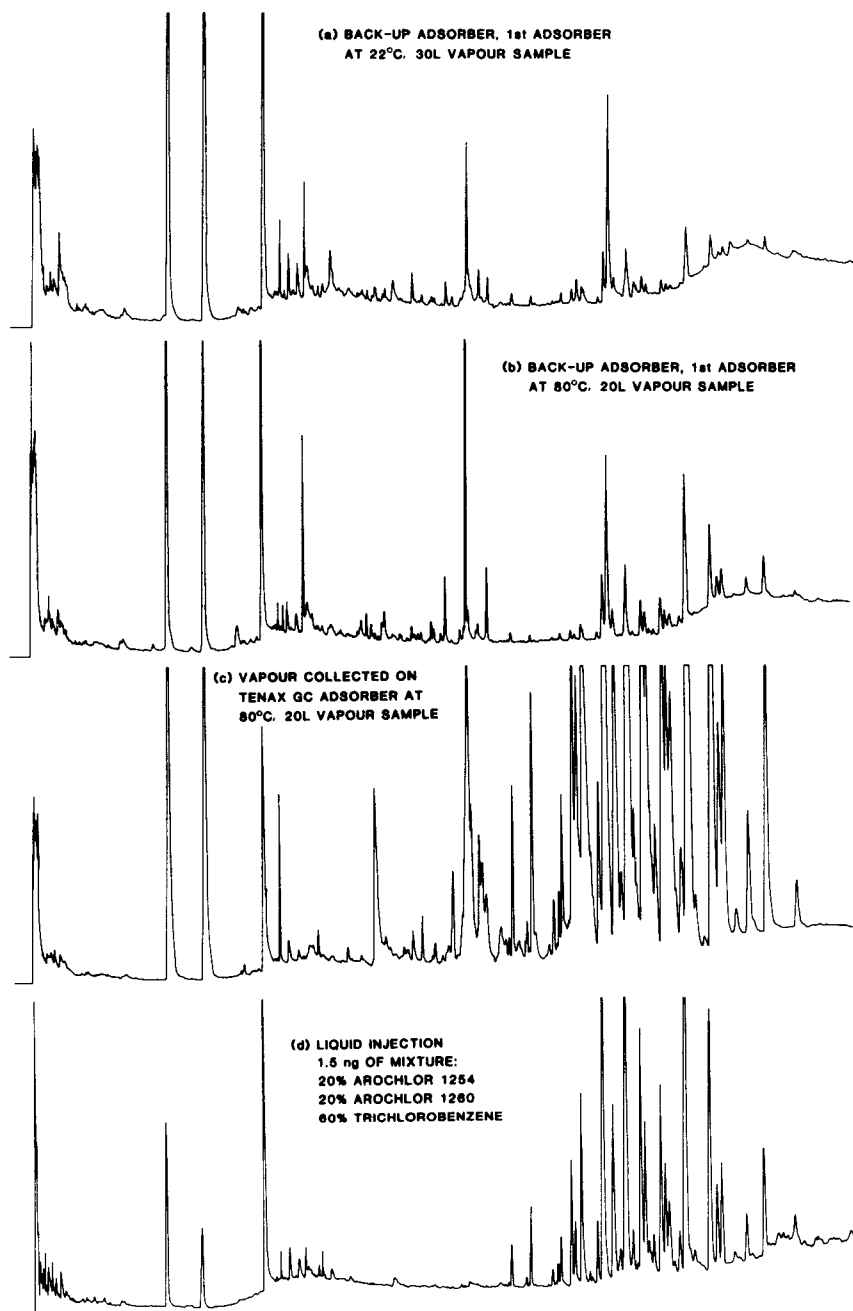 (a) BACK-UP ADSORBER, 1st ADSORBER
AT 22°C. 30L VAPOUR SAMPLE
(b) BACK-UP ADSORBER, 1st ADSORBER
AT 80°C. 20L VAPOUR SAMPLE
(c) VAPOUR COLLECTED ON
TENAX GC ADSORBER AT
80°C. 20L VAPOUR SAMPLE
(d) LIQUID INJECTION
1.5 ng OF MIXTURE:
20% AROCHLOR 1254
20% AROCHLOR 1260
60% TRICHLOROBENZENE